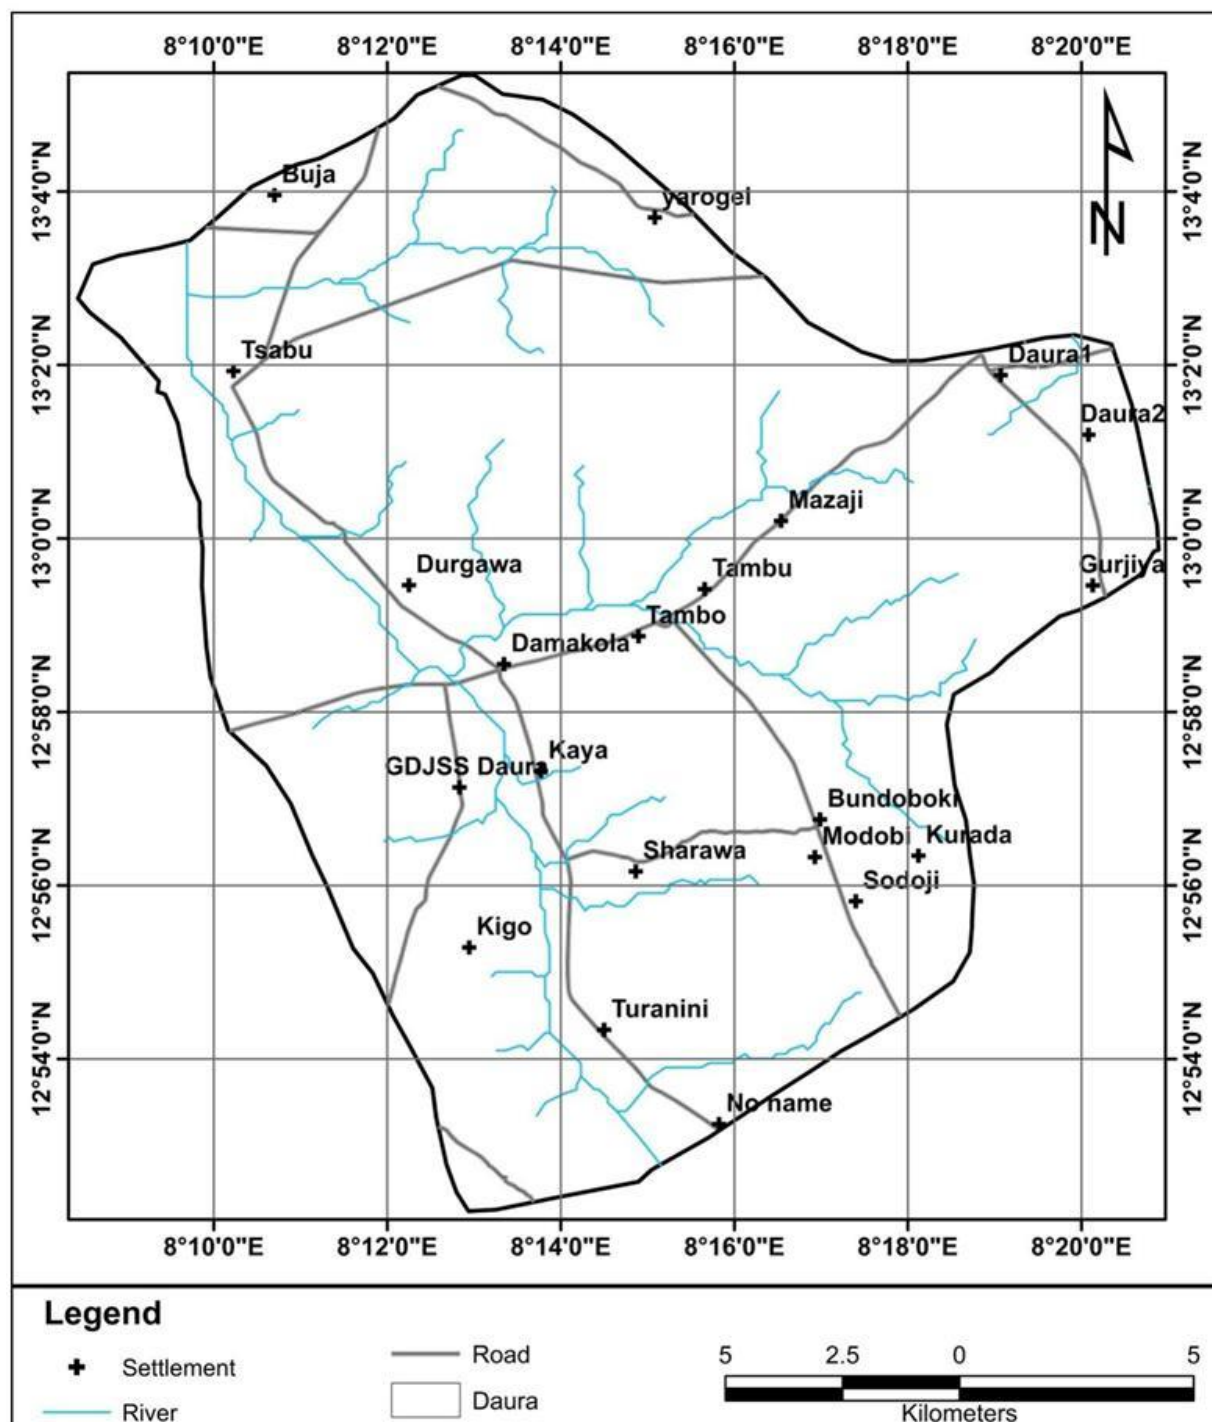 8°10'0"E 8°12'0"E 8°14'0"E 8°16'0"E 8°18'0"E 8°20'0"E
N
13°4'0"N 13°4'0"N
Buja
yarogel
13°2'0"N 13°2'0"N
Tsabu
Daura1
Daura2
Mazaji
13°0'0"N 13°0'0"N
Durgawa
Tambu
Gurjiya
Tambo
Damakola
12°58'0"N 12°58'0"N
Kaya
GDJSS Daura
Bundoboki
Modobi
Kurada
Sharawa
12°56'0"N 12°56'0"N
Sodoji
Kigo
Turanini
12°54'0"N 12°54'0"N
No name
8°10'0"E 8°12'0"E 8°14'0"E 8°16'0"E 8°18'0"E 8°20'0"E
Legend
Settlement
River
Road
Daura
5 2.5 0 5
Kilometers